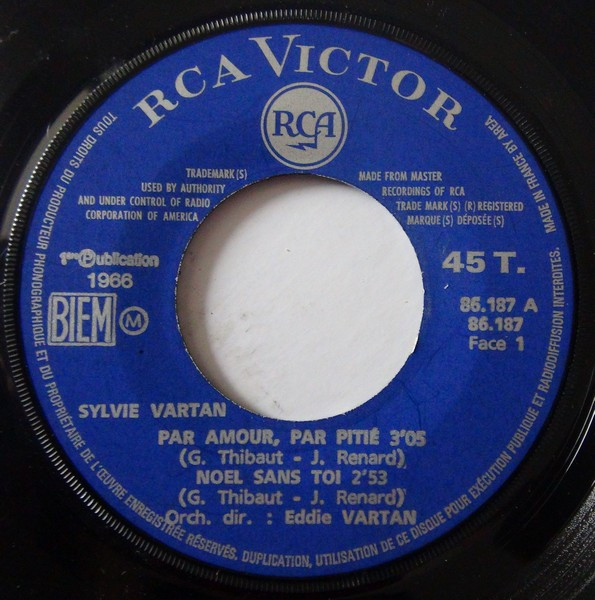 RCA VICTOR
RCA
TRADEMARK(S)
USED BY AUTHORITY
AND UNDER CONTROL OF RADIO
CORPORATION OF AMERICA
MADE FROM MASTER
RECORDINGS OF RCA
TRADE MARK(S) (R) REGISTERED
MARQUE(S) DÉPOSÉE(S)
1ère Ⓟublication
1966
BIEM M
45 T.
86.187 A
86.187
Face 1
SYLVIE VARTAN
PAR AMOUR, PAR PITIÉ 3'05
(G. Thibaut - J. Renard)
NOEL SANS TOI 2'53
(G. Thibaut - J. Renard)
Orch. dir. : Eddie VARTAN
TOUS DROITS DU PRODUCTEUR PHONOGRAPHIQUE ET DU PROPRIÉTAIRE DE L'ŒUVRE ENREGISTRÉE RÉSERVÉS. DUPLICATION, UTILISATION DE CE DISQUE POUR EXÉCUTION PUBLIQUE ET RADIODIFFUSION INTERDITES.
MADE IN FRANCE BY AREA